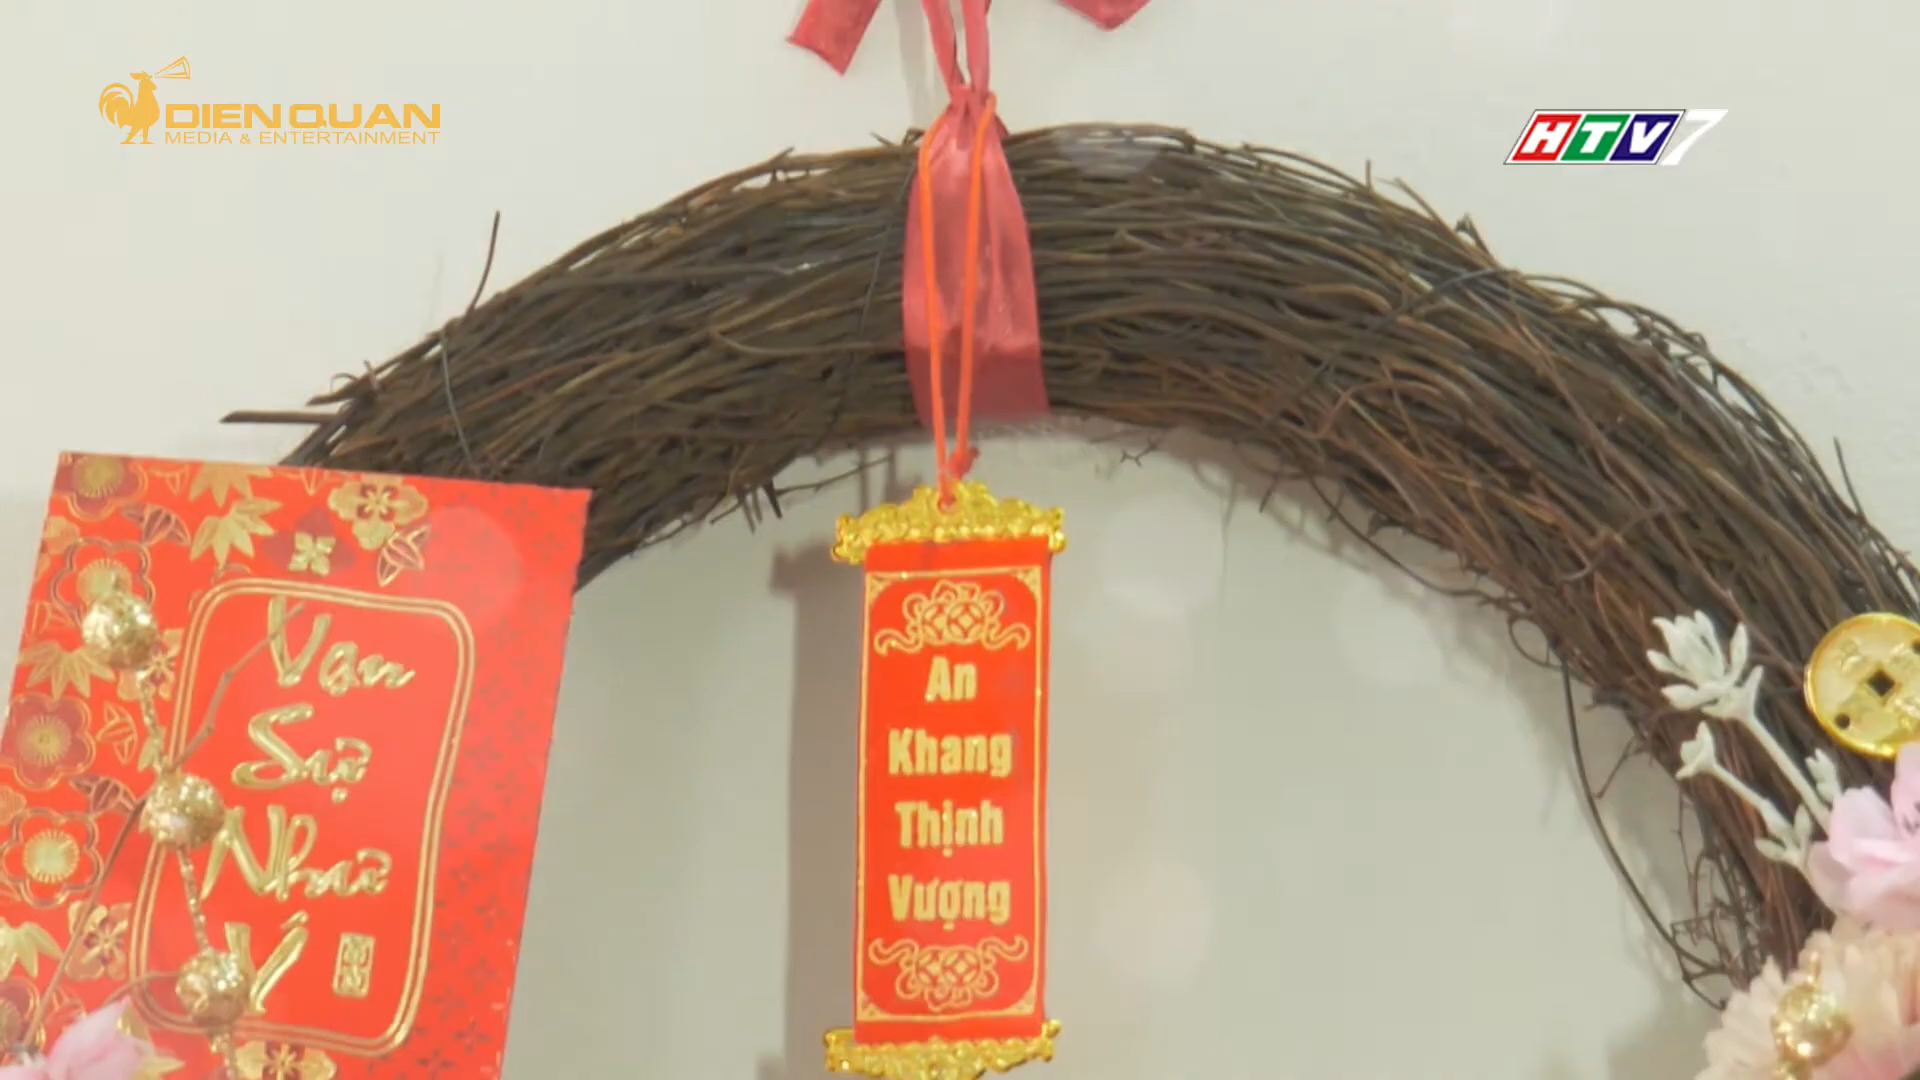 DIEN QUAN
MEDIA & ENTERTAINMENT
HTV7
Vạn
Sự
Như
Ý
An
Khang
Thịnh
Vượng